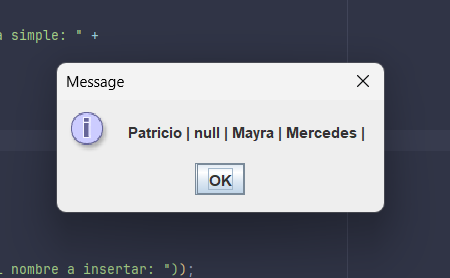 a simple: " +
Message
Patricio | null | Mayra | Mercedes |
OK
l nombre a insertar: "));